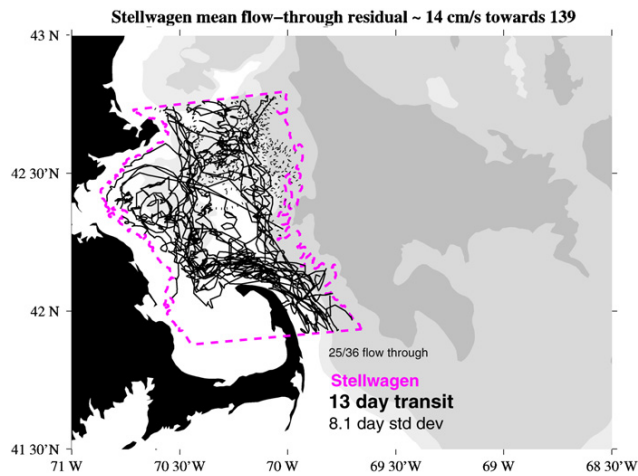 Stellwagen mean flow-through residual ~ 14 cm/s towards 139
43 N
42 30'N
42 N
41 30'N
25/36 flow through
Stellwagen
13 day transit
8.1 day std dev
71 W
70 30'W
70 W
69 30'W
69 W
68 30'W